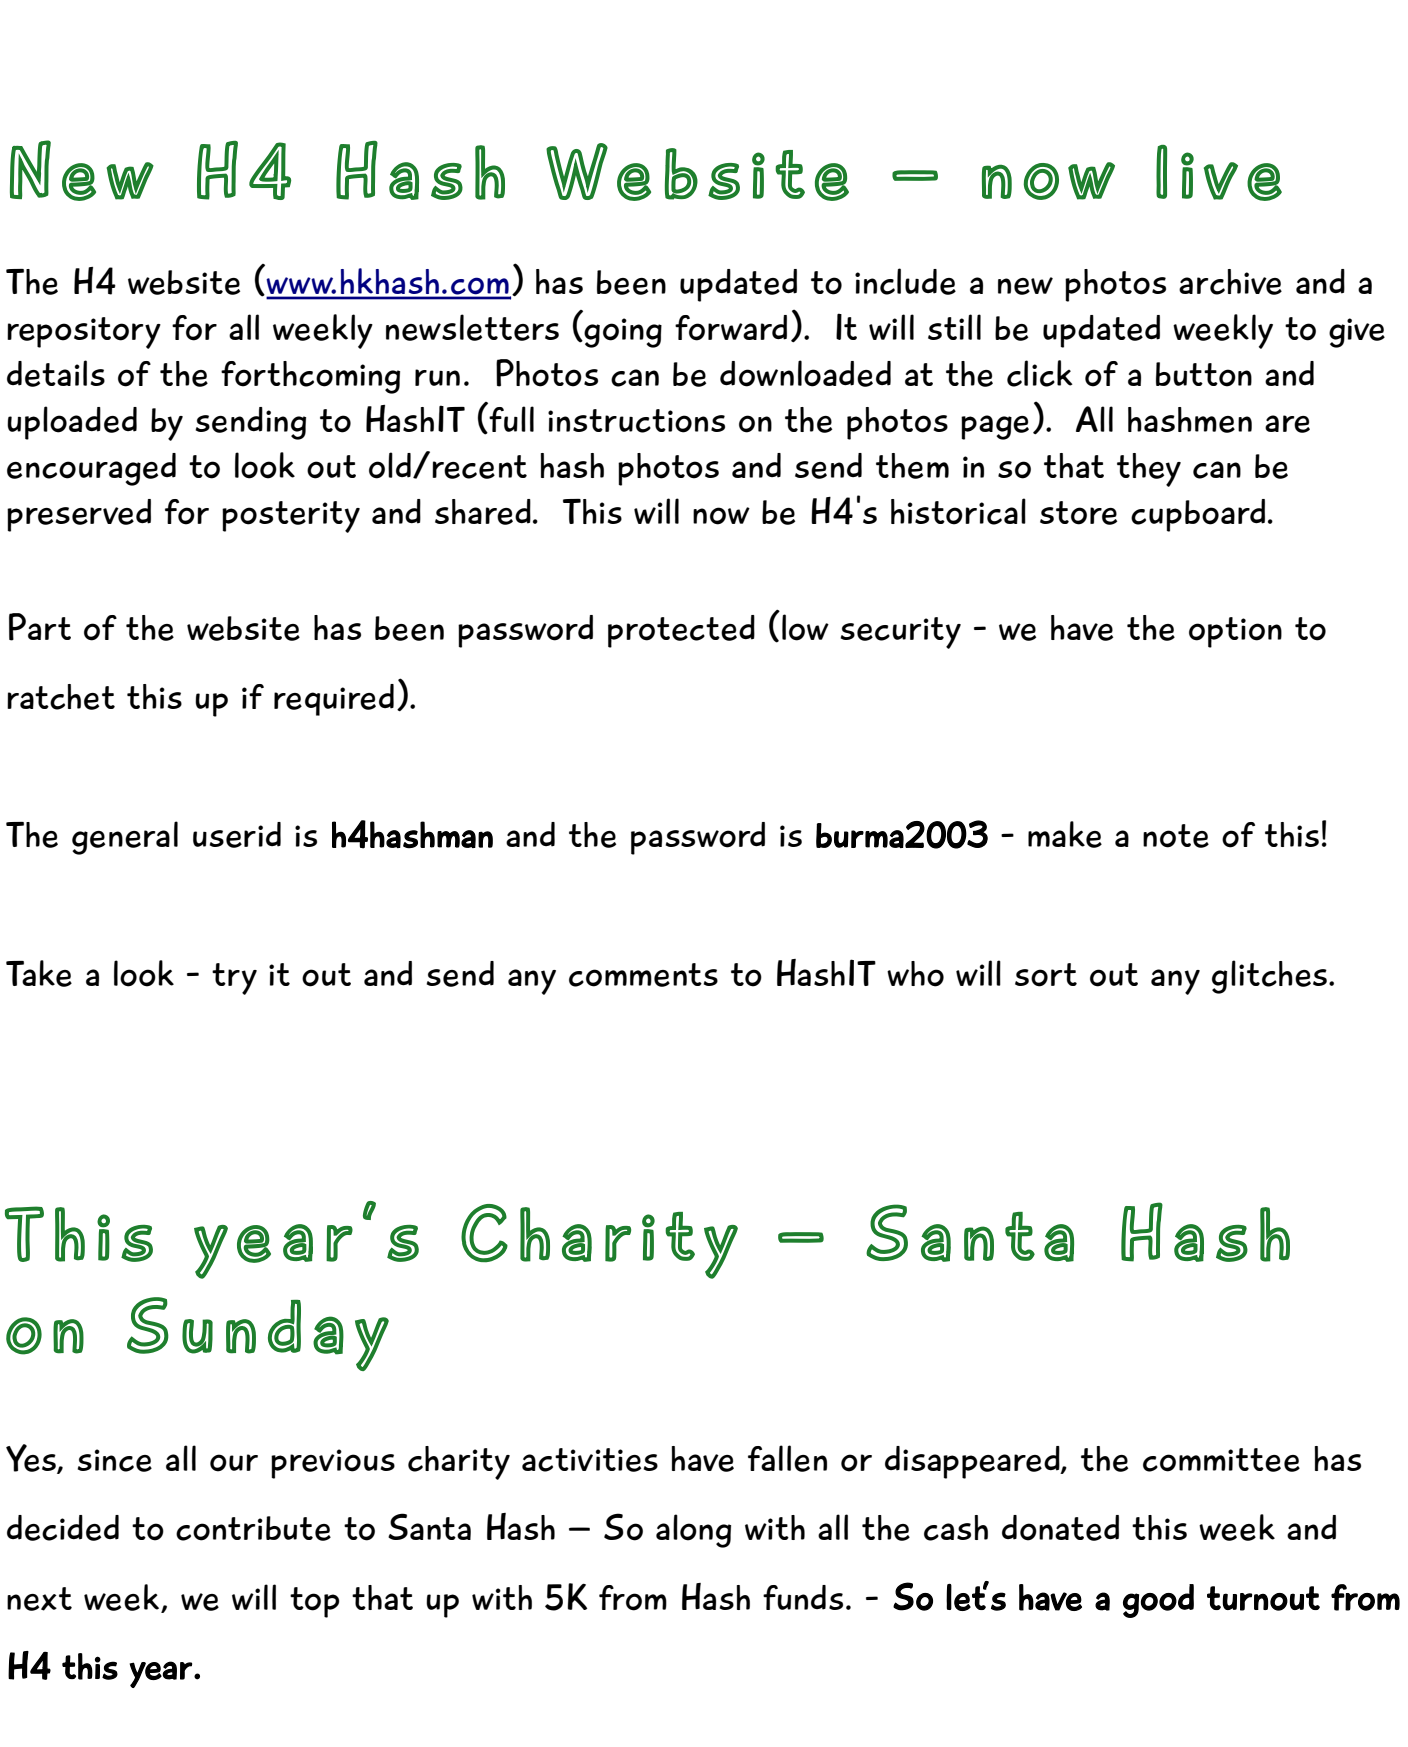 New H4 Hash Website – now live
The H4 website (www.hkhash.com) has been updated to include a new photos archive and a
repository for all weekly newsletters (going forward).  It will still be updated weekly to give
details of the forthcoming run.  Photos can be downloaded at the click of a button and
uploaded by sending to HashIT (full instructions on the photos page).  All hashmen are
encouraged to look out old/recent hash photos and send them in so that they can be
preserved for posterity and shared.  This will now be H4's historical store cupboard.
Part of the website has been password protected (low security - we have the option to
ratchet this up if required).
The general userid is h4hashman and the password is burma2003 - make a note of this!
Take a look - try it out and send any comments to HashIT who will sort out any glitches.
This year’s Charity – Santa Hash
on Sunday
Yes, since all our previous charity activities have fallen or disappeared, the committee has
decided to contribute to Santa Hash – So along with all the cash donated this week and
next week, we will top that up with 5K from Hash funds. - So let’s have a good turnout from
H4 this year.